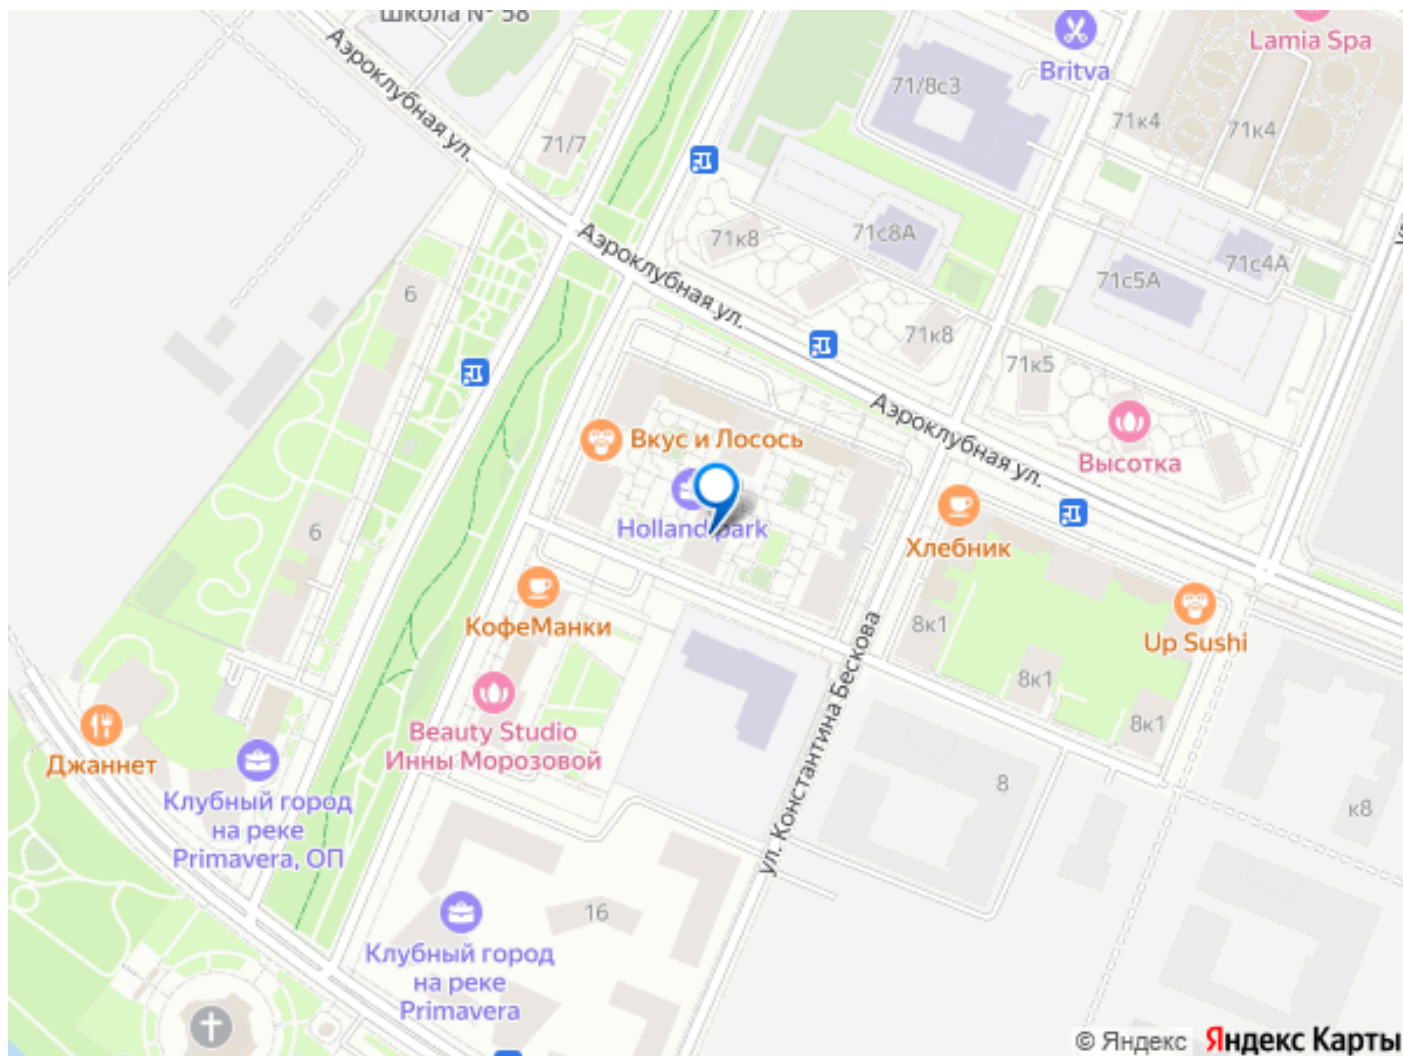 Школа № 58
Аэроклубная ул.
Lamia Spa
Britva
71/8с3
71к4
71к4
71/7
71к8
71с8А
71с5А
71с4А
Аэроклубная ул.
6
71к8
71к5
Аэроклубная ул.
Вкус и Лосось
Высотка
Holland park
Хлебник
6
КофеМанки
8к1
Up Sushi
ул. Константина Бескова
8к1
8к1
Beauty Studio
Инны Морозовой
Джаннет
Клубный город
на реке
Primavera, ОП
8
к8
16
Клубный город
на реке
Primavera
© Яндекс Яндекс Карты